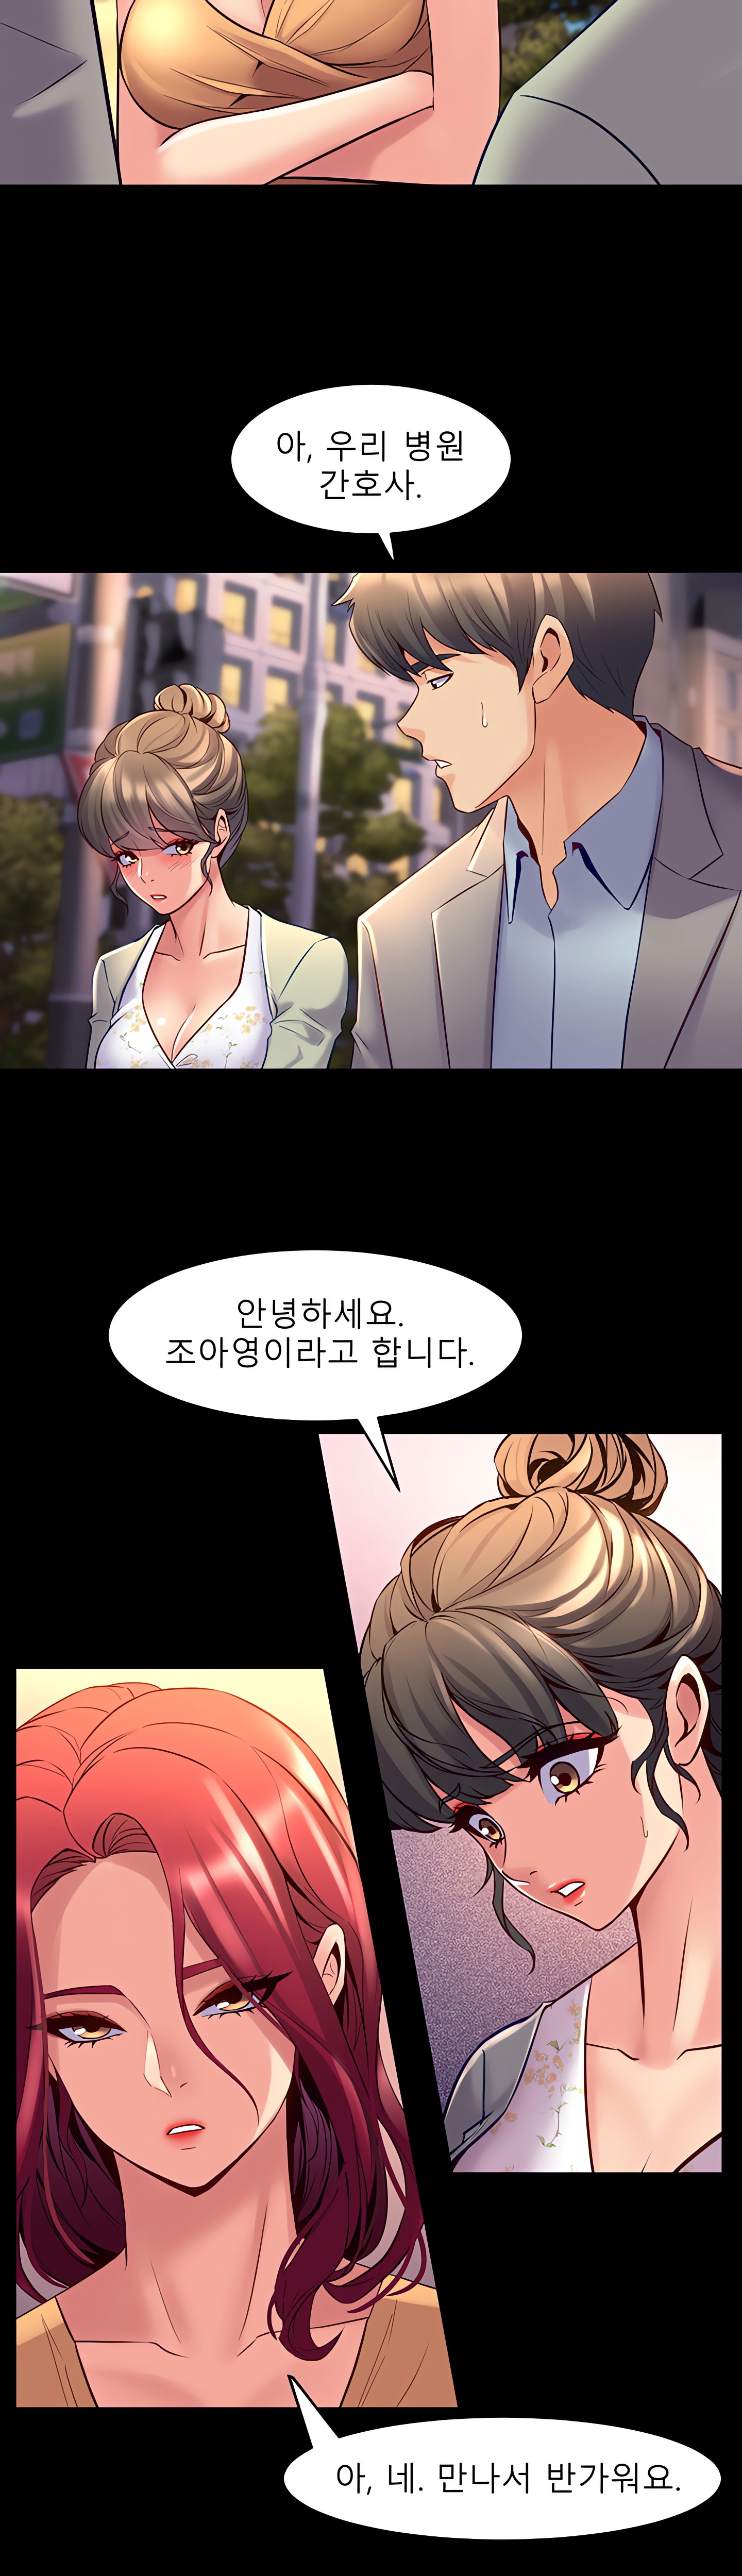 아, 우리 병원
간호사.
안녕하세요.
조아영이라고 합니다.
아, 네. 만나서 반가워요.